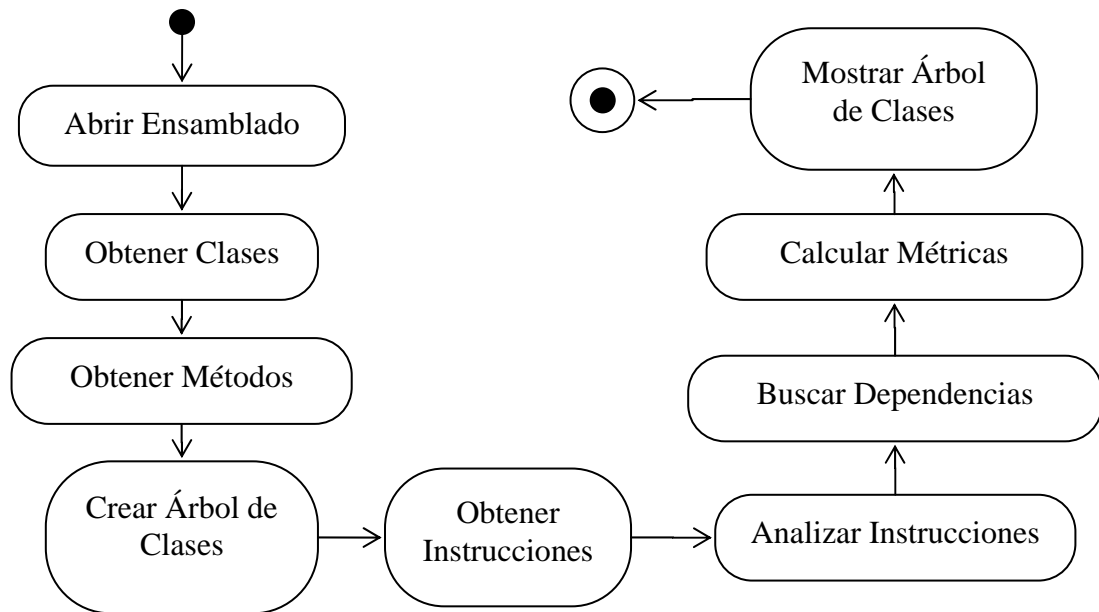 Abrir Ensamblado
Obtener Clases
Obtener Métodos
Crear Árbol de
Clases
Obtener
Instrucciones
Analizar Instrucciones
Buscar Dependencias
Calcular Métricas
Mostrar Árbol
de Clases